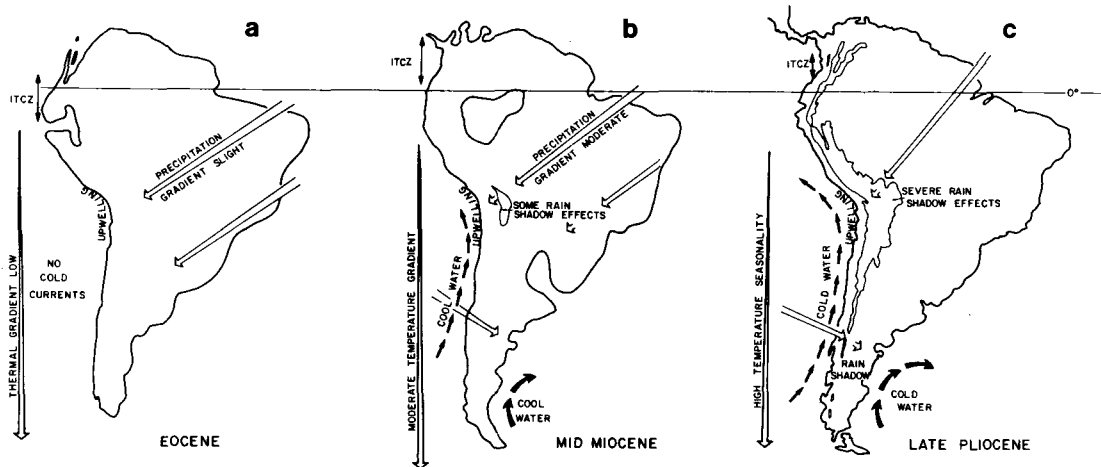 a
ITCZ
PRECIPITATION
GRADIENT SLIGHT
UPWELLING
NO
COLD
CURRENTS
THERMAL GRADIENT LOW
EOCENE
b
ITCZ
PRECIPITATION
GRADIENT MODERATE
UPWELLING
SOME RAIN
SHADOW EFFECTS
COOL WATER
MODERATE TEMPERATURE GRADIENT
COOL
WATER
MID MIOCENE
c
ITCZ
0°
UPWELLING
SEVERE RAIN
SHADOW EFFECTS
COLD WATER
HIGH TEMPERATURE SEASONALITY
RAIN
SHADOW
COLD
WATER
LATE PLIOCENE